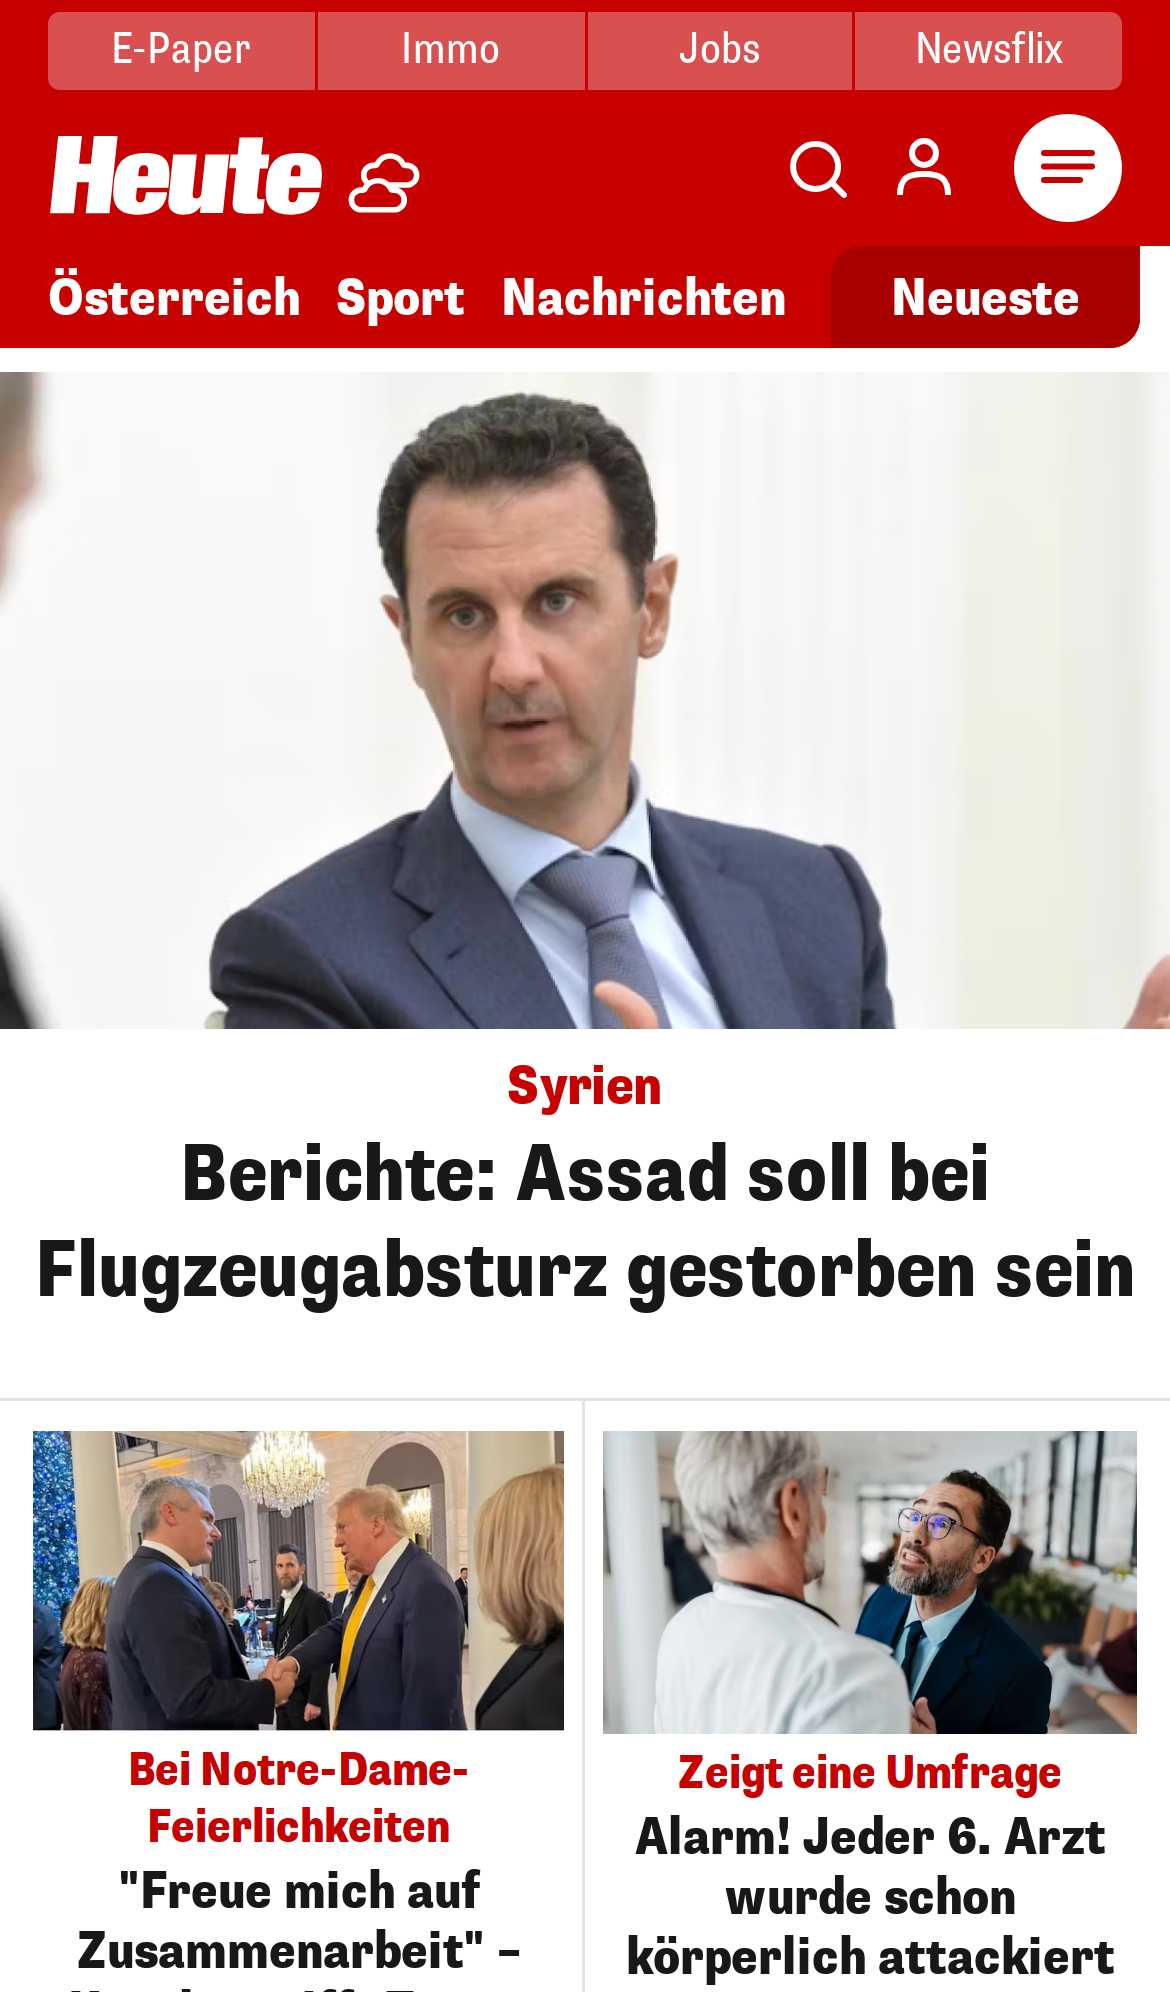 E-Paper
Immo
Jobs
Newsflix
Heute
Österreich
Sport
Nachrichten
Neueste
Syrien
Berichte: Assad soll bei
Flugzeugabsturz gestorben sein
Bei Notre-Dame-
Feierlichkeiten
"Freue mich auf
Zusammenarbeit" –
Zeigt eine Umfrage
Alarm! Jeder 6. Arzt
wurde schon
körperlich attackiert